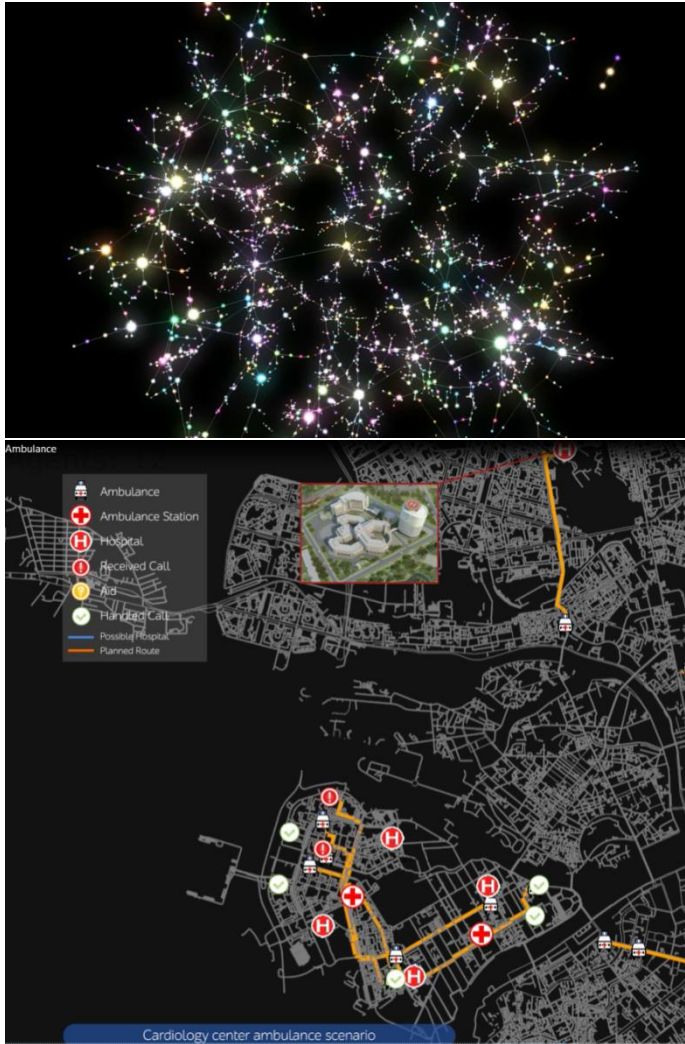 Ambulance
Ambulance
Ambulance Station
Hospital
Received Call
Aid
Handled Call
Possible Hospital
Planned Route
Cardiology center ambulance scenario